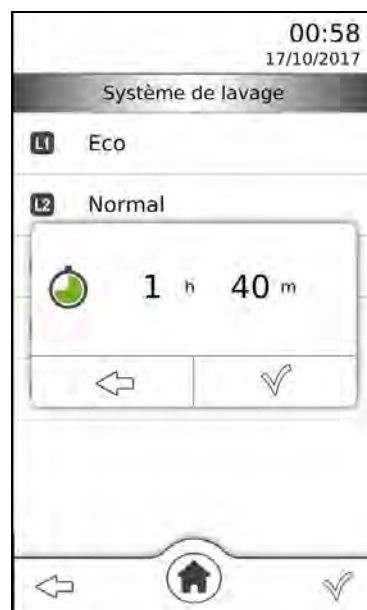 00:58
17/10/2017
Système de lavage
L1 Eco
L2 Normal
1 h 40 m